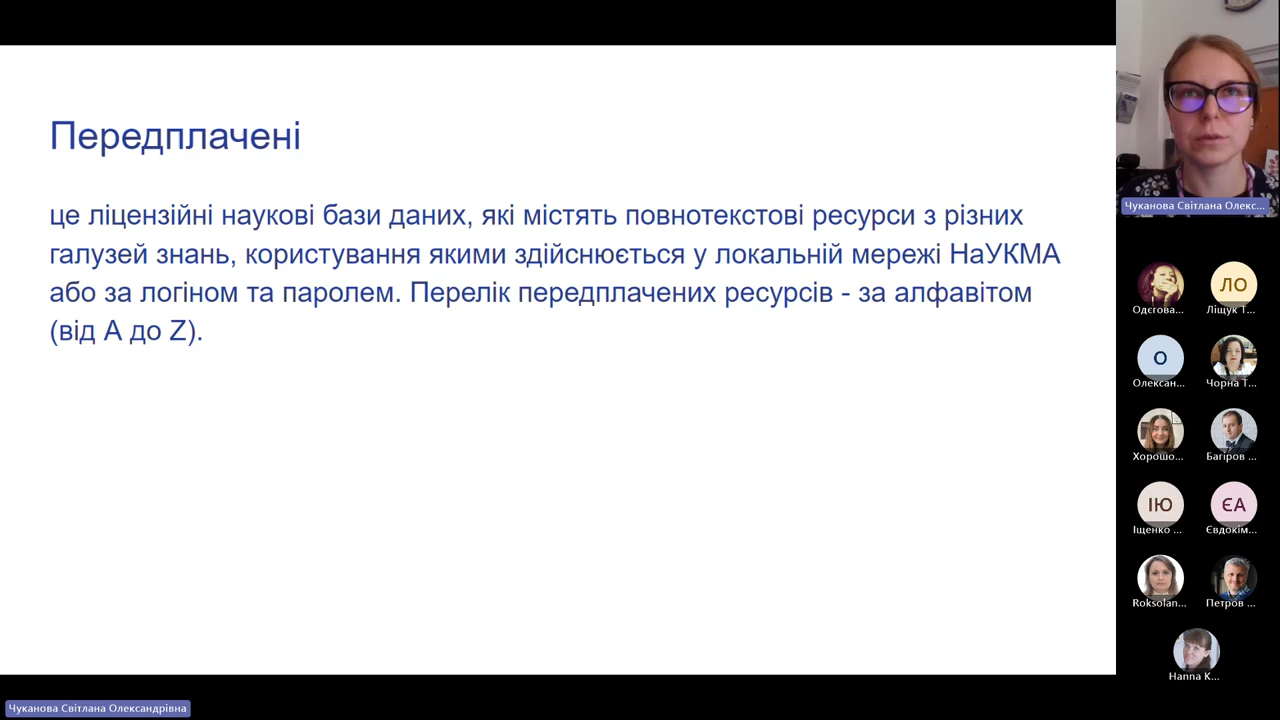 Передплачені
це ліцензійні наукові бази даних, які містять повнотекстові ресурси з різних
галузей знань, користування якими здійснюється у локальній мережі НаУКМА
або за логіном та паролем. Перелік передплачених ресурсів - за алфавітом
(від A до Z).
Чуканова Світлана Олекс...
Одєгова...
ЛО
Ліщук Т...
О
Олексан...
Чорна Т...
Хорошо...
Багіров ...
ІЮ
Іщенко ...
ЄА
Євдокім...
Roksolan...
Петров ...
Hanna K...
Чуканова Світлана Олександрівна